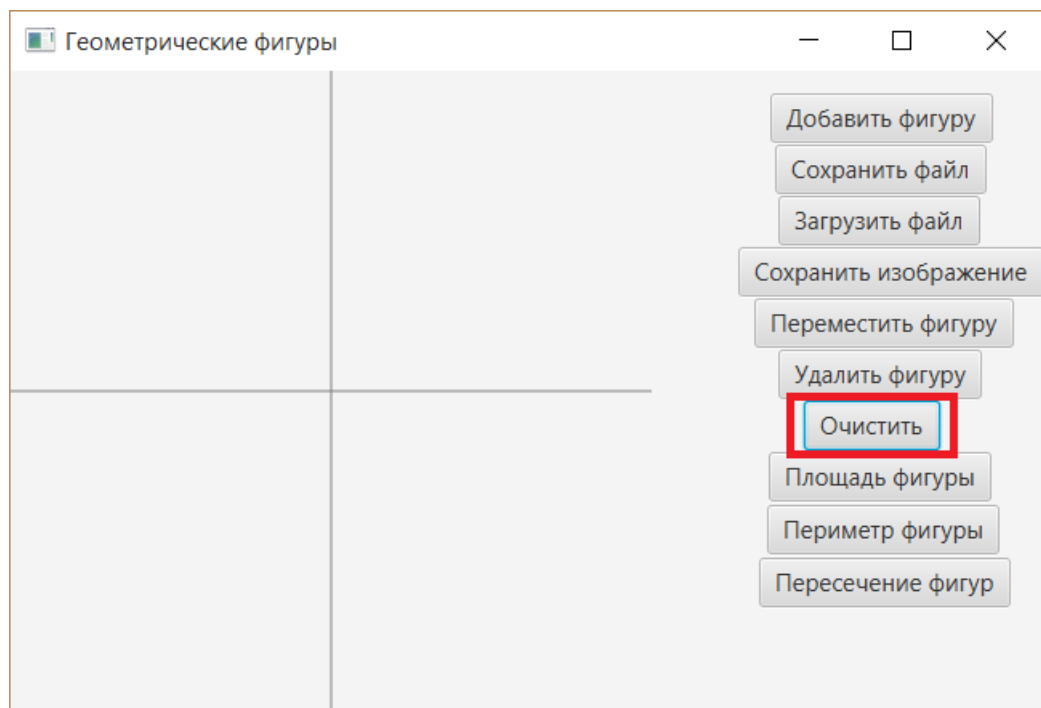 Геометрические фигуры
Добавить фигуру
Сохранить файл
Загрузить файл
Сохранить изображение
Переместить фигуру
Удалить фигуру
Очистить
Площадь фигуры
Периметр фигуры
Пересечение фигур